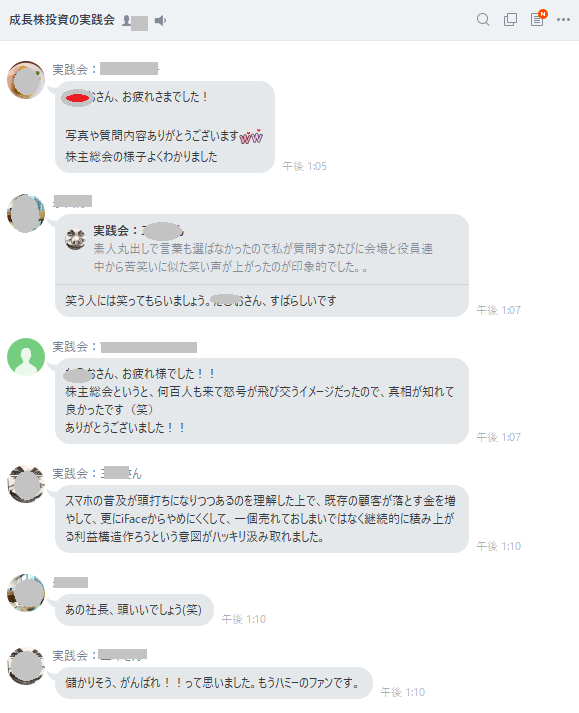 成長株投資の実践会
N
実践会：
さん、お疲れさまでした！
写真や質問内容ありがとうございます
株主総会の様子よくわかりました
午後 1:05
実践会：
素人丸出しで言葉も選ばなかったので私が質問するたびに会場と役員連
中から苦笑いに似た笑い声が上がったのが印象的でした。。
笑う人には笑ってもらいましょう。 おさん、すばらしいです
午後 1:07
実践会：
おさん、お疲れ様でした！！
株主総会というと、何百人も来て怒号が飛び交うイメージだったので、真相が知れて
良かったです（笑）
ありがとうございました！！
午後 1:07
実践会： さん
スマホの普及が頭打ちになりつつあるのを理解した上で、既存の顧客が落とす金を増
やして、更にiFaceからやめにくくして、一個売れておしまいではなく継続的に積み上が
る利益構造作ろうという意図がハッキリ汲み取れました。
午後 1:10
あの社長、頭いいでしょう(笑)
午後 1:10
実践会：
儲かりそう、がんばれ！！って思いました。もうハミーのファンです。
午後 1:10